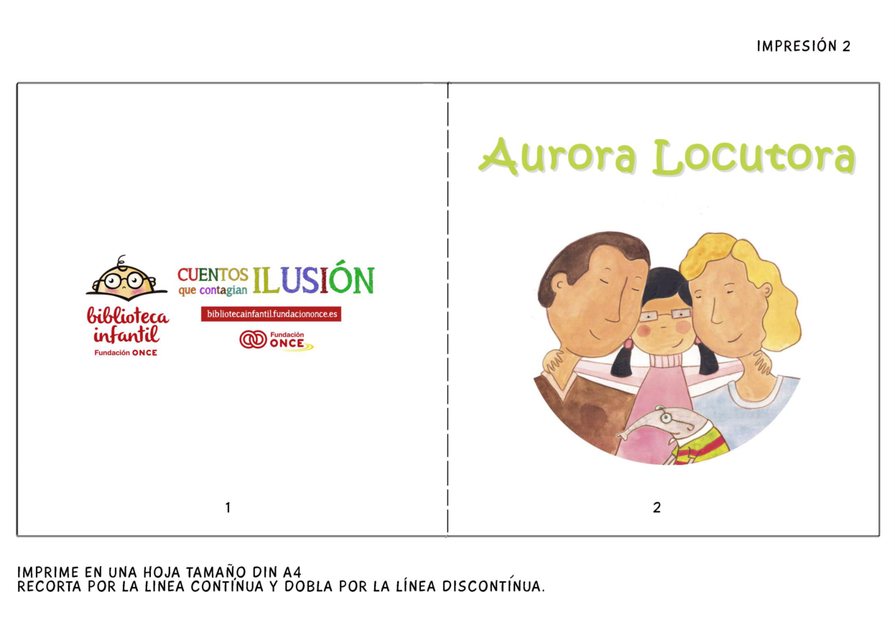 IMPRESIÓN 2
Aurora Locutora
CUENTOS
que contagian
ILUSIÓN
biblioteca
infantil
Fundación ONCE
bibliotecainfantil.fundaciononce.es
Fundación
ONCE
1
2
IMPRIME EN UNA HOJA TAMAÑO DIN A4
RECORTA POR LA LINEA CONTÍNUA Y DOBLA POR LA LÍNEA DISCONTÍNUA.